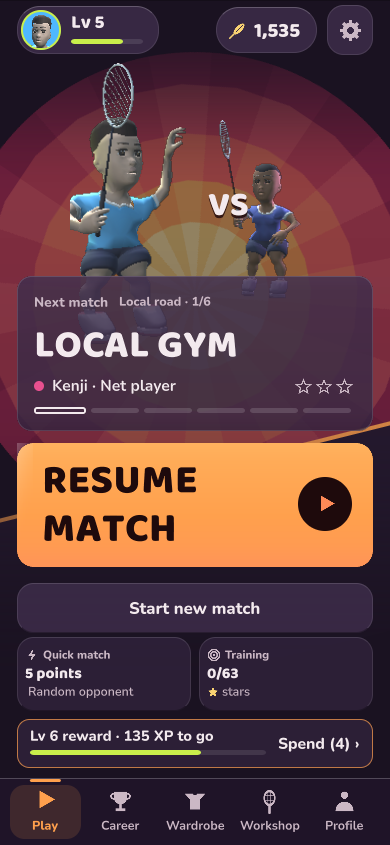 Lv 5
1,535
VS
Next match Local road · 1/6
LOCAL GYM
Kenji · Net player
RESUME
MATCH
Start new match
Quick match
5 points
Random opponent
Training
0/63
stars
Lv 6 reward · 135 XP to go
Spend (4) ›
Play
Career
Wardrobe
Workshop
Profile